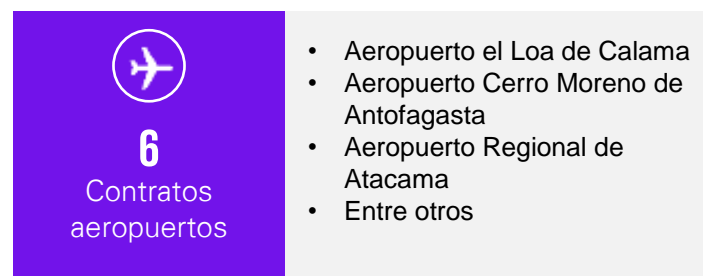 6
Contratos
aeropuertos
• Aeropuerto el Loa de Calama
• Aeropuerto Cerro Moreno de
Antofagasta
• Aeropuerto Regional de
Atacama
• Entre otros